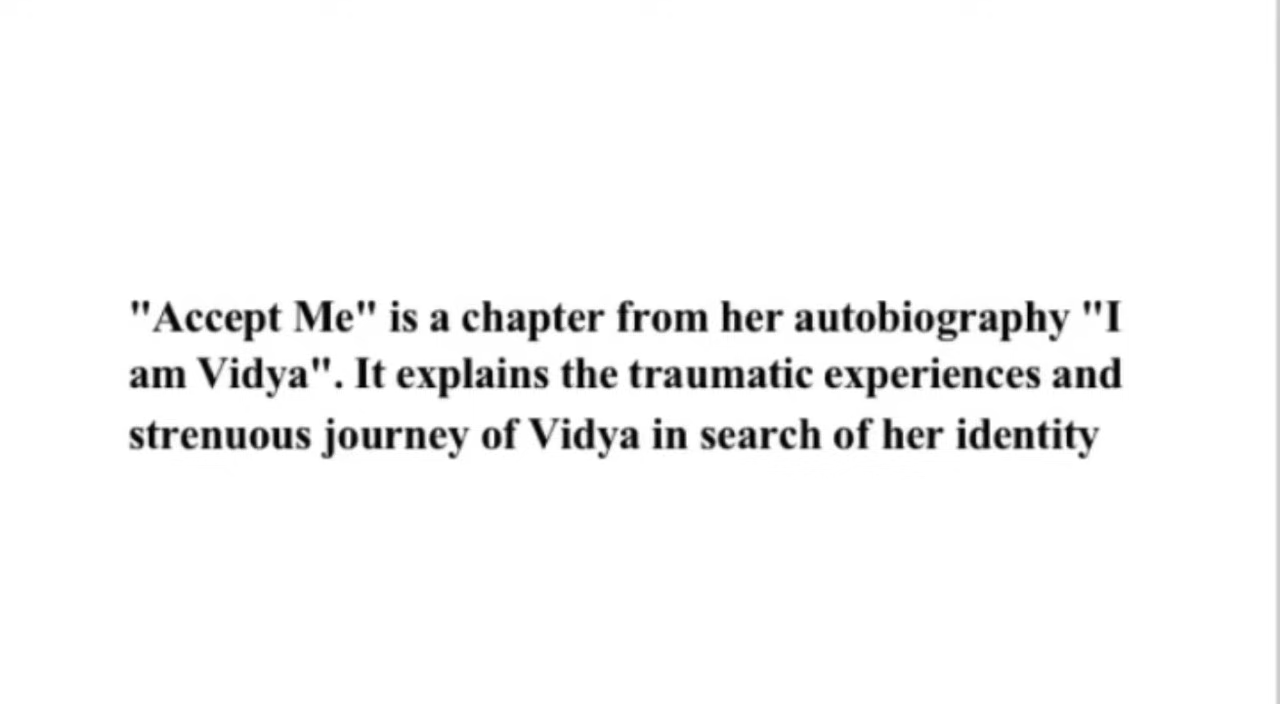 "Accept Me" is a chapter from her autobiography "I
am Vidya". It explains the traumatic experiences and
strenuous journey of Vidya in search of her identity